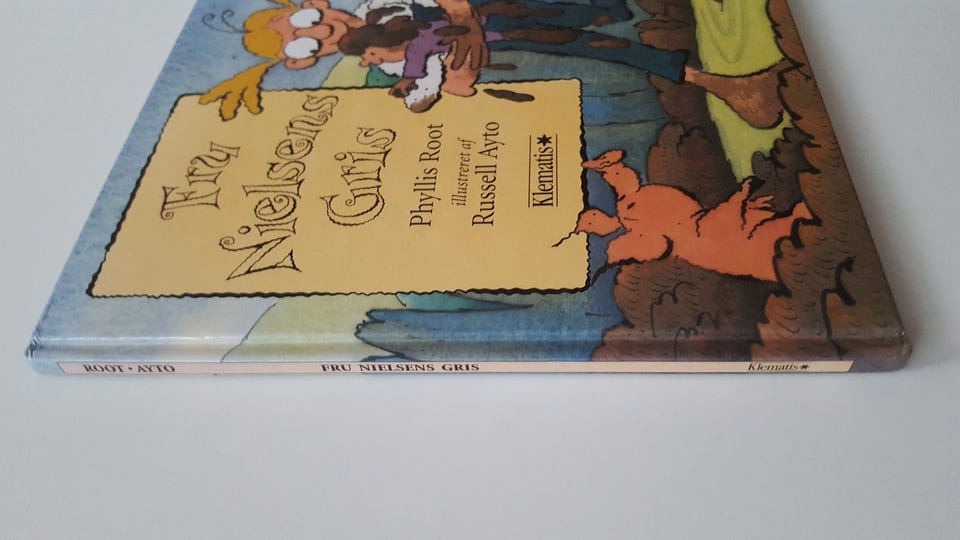 Fru
Nielsens
Gris
Phyllis Root
illustreret af
Russell Ayto
Klematis
ROOT • AYTO
FRU NIELSENS GRIS
Klematis